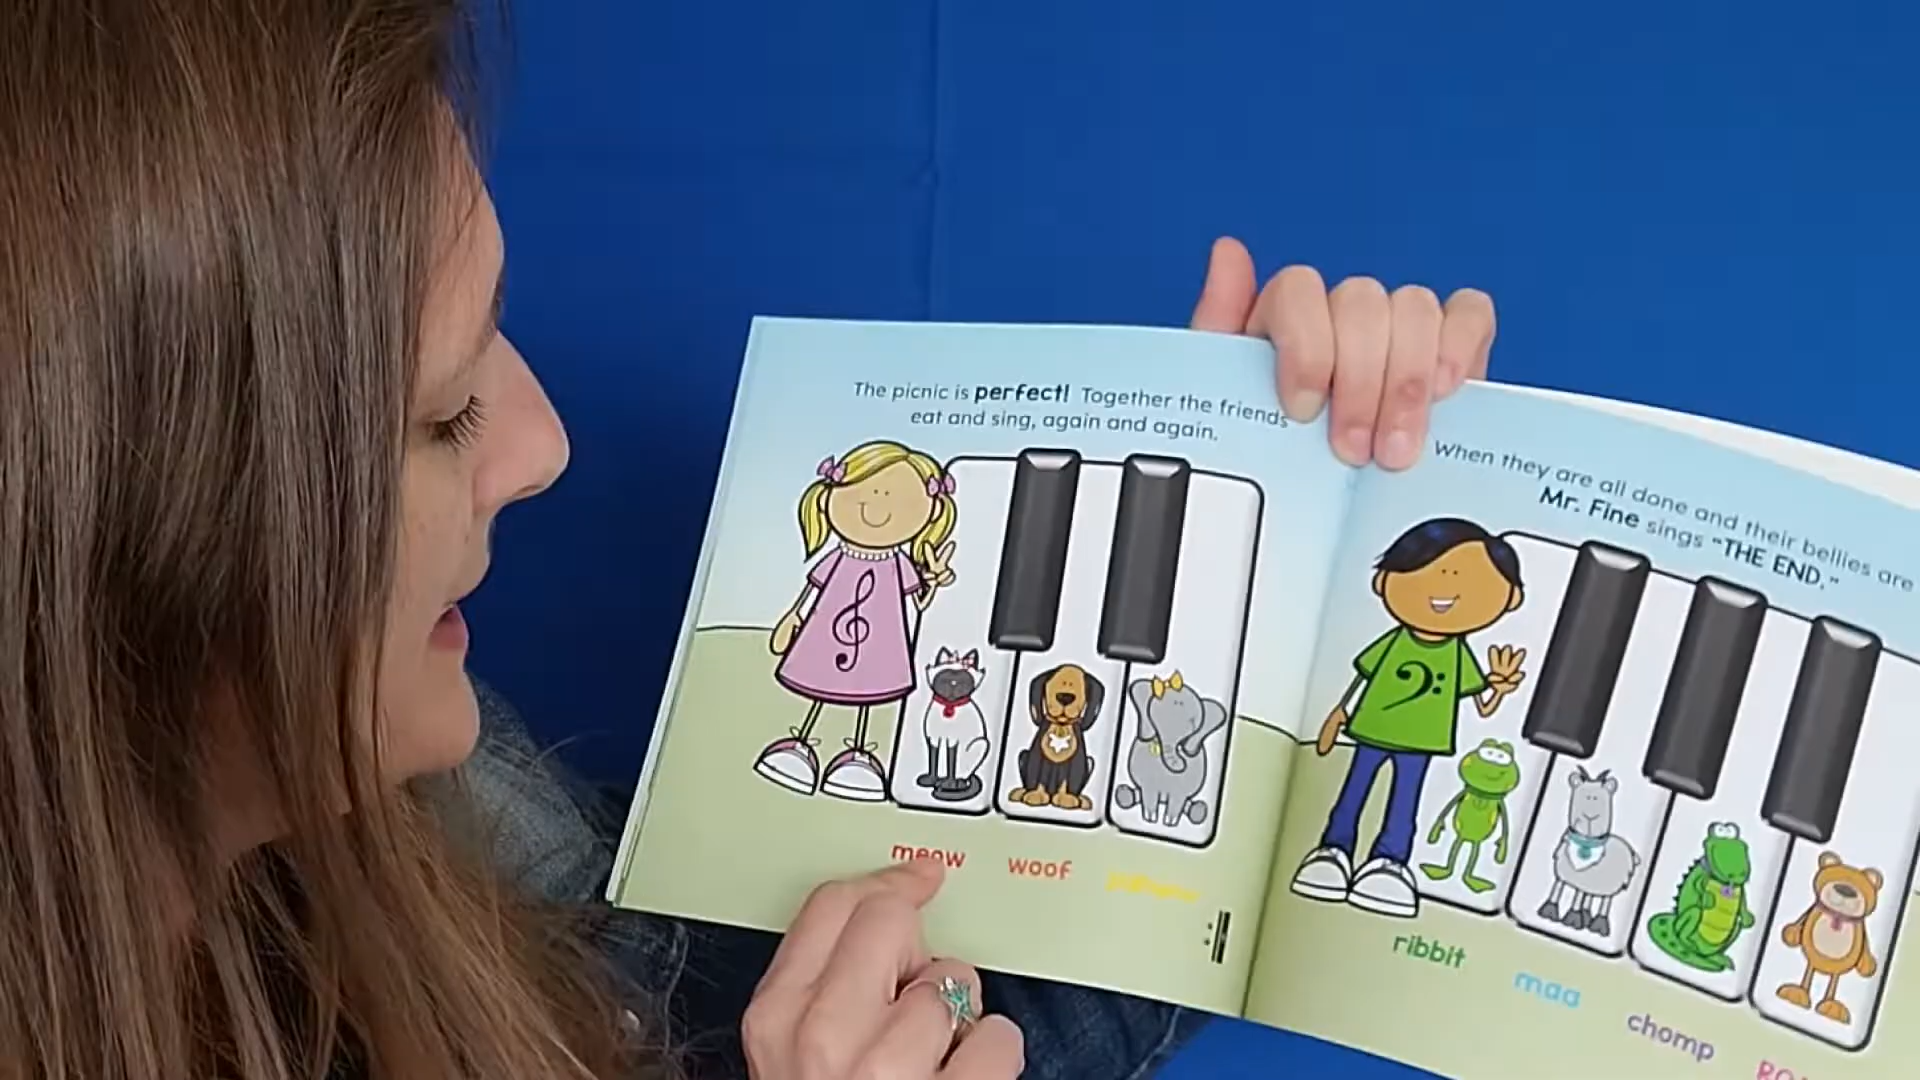 The picnic is perfect! Together the friends
eat and sing, again and again.
meow woof
When they are all done and their bellies are
Mr. Fine sings "THE END."
ribbit maa chomp